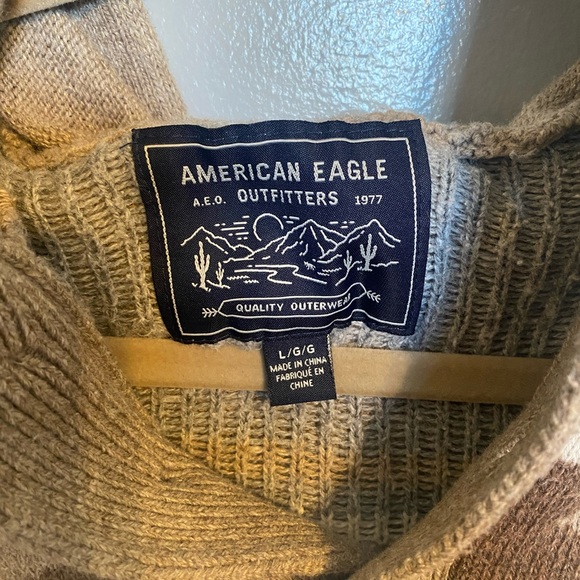 AMERICAN EAGLE
A.E.O. OUTFITTERS 1977
QUALITY OUTERWEAR
L/G/G
MADE IN CHINA
FABRIQUÉ EN
CHINE